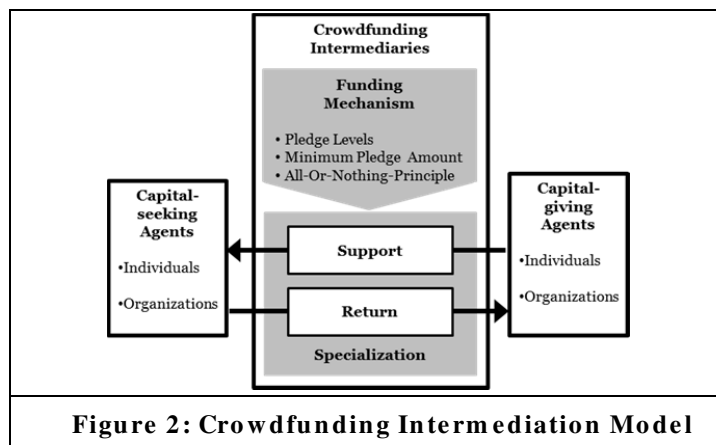 Crowdfunding
Intermediaries
Funding
Mechanism
• Pledge Levels
• Minimum Pledge Amount
• All-Or-Nothing-Principle
Capital-
seeking
Agents
•Individuals
•Organizations
Capital-
giving
Agents
•Individuals
•Organizations
Support
Return
Specialization
Figure 2: Crowdfunding Intermediation Model